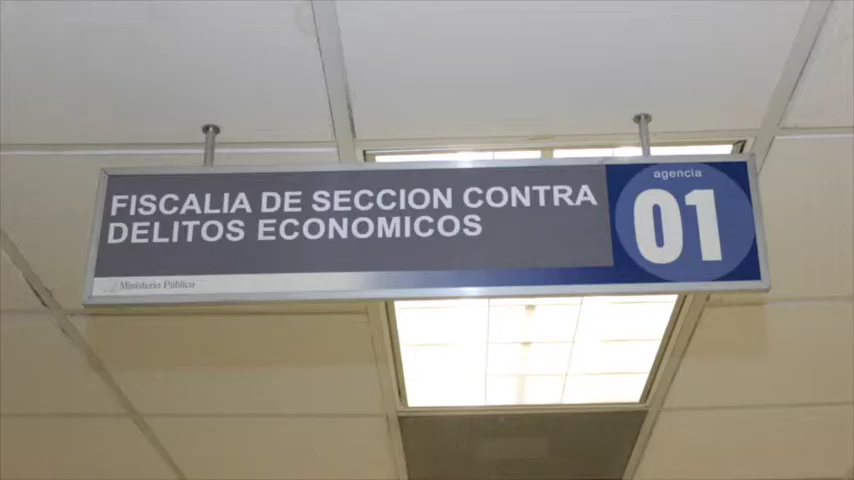 FISCALIA DE SECCION CONTRA
DELITOS ECONOMICOS
agencia
01
Ministerio Público